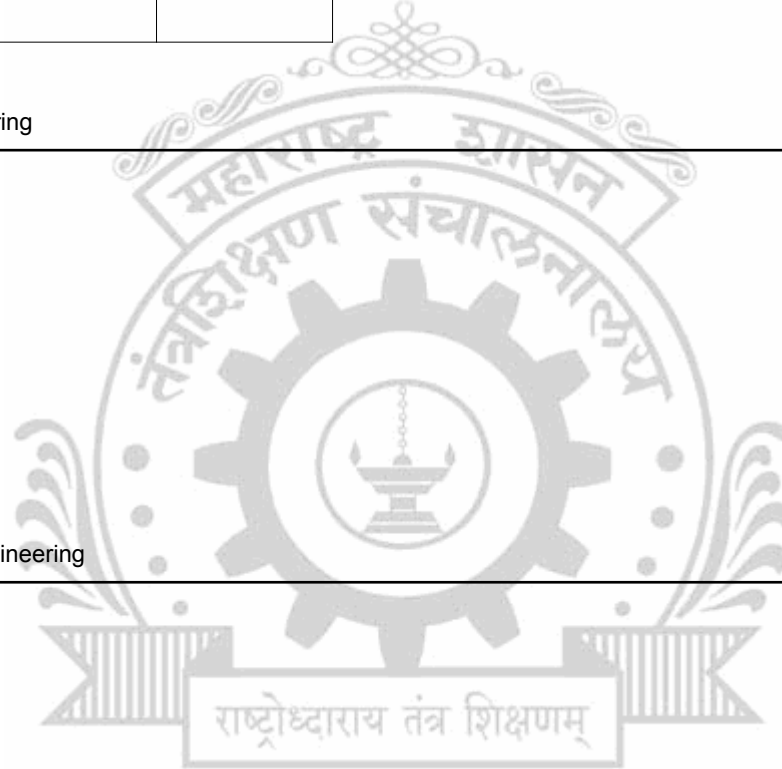 ring
महाराष्ट्र शासन
तंत्रशिक्षण संचालनालय
ineering
राष्ट्रोध्दाराय तंत्र शिक्षणम्